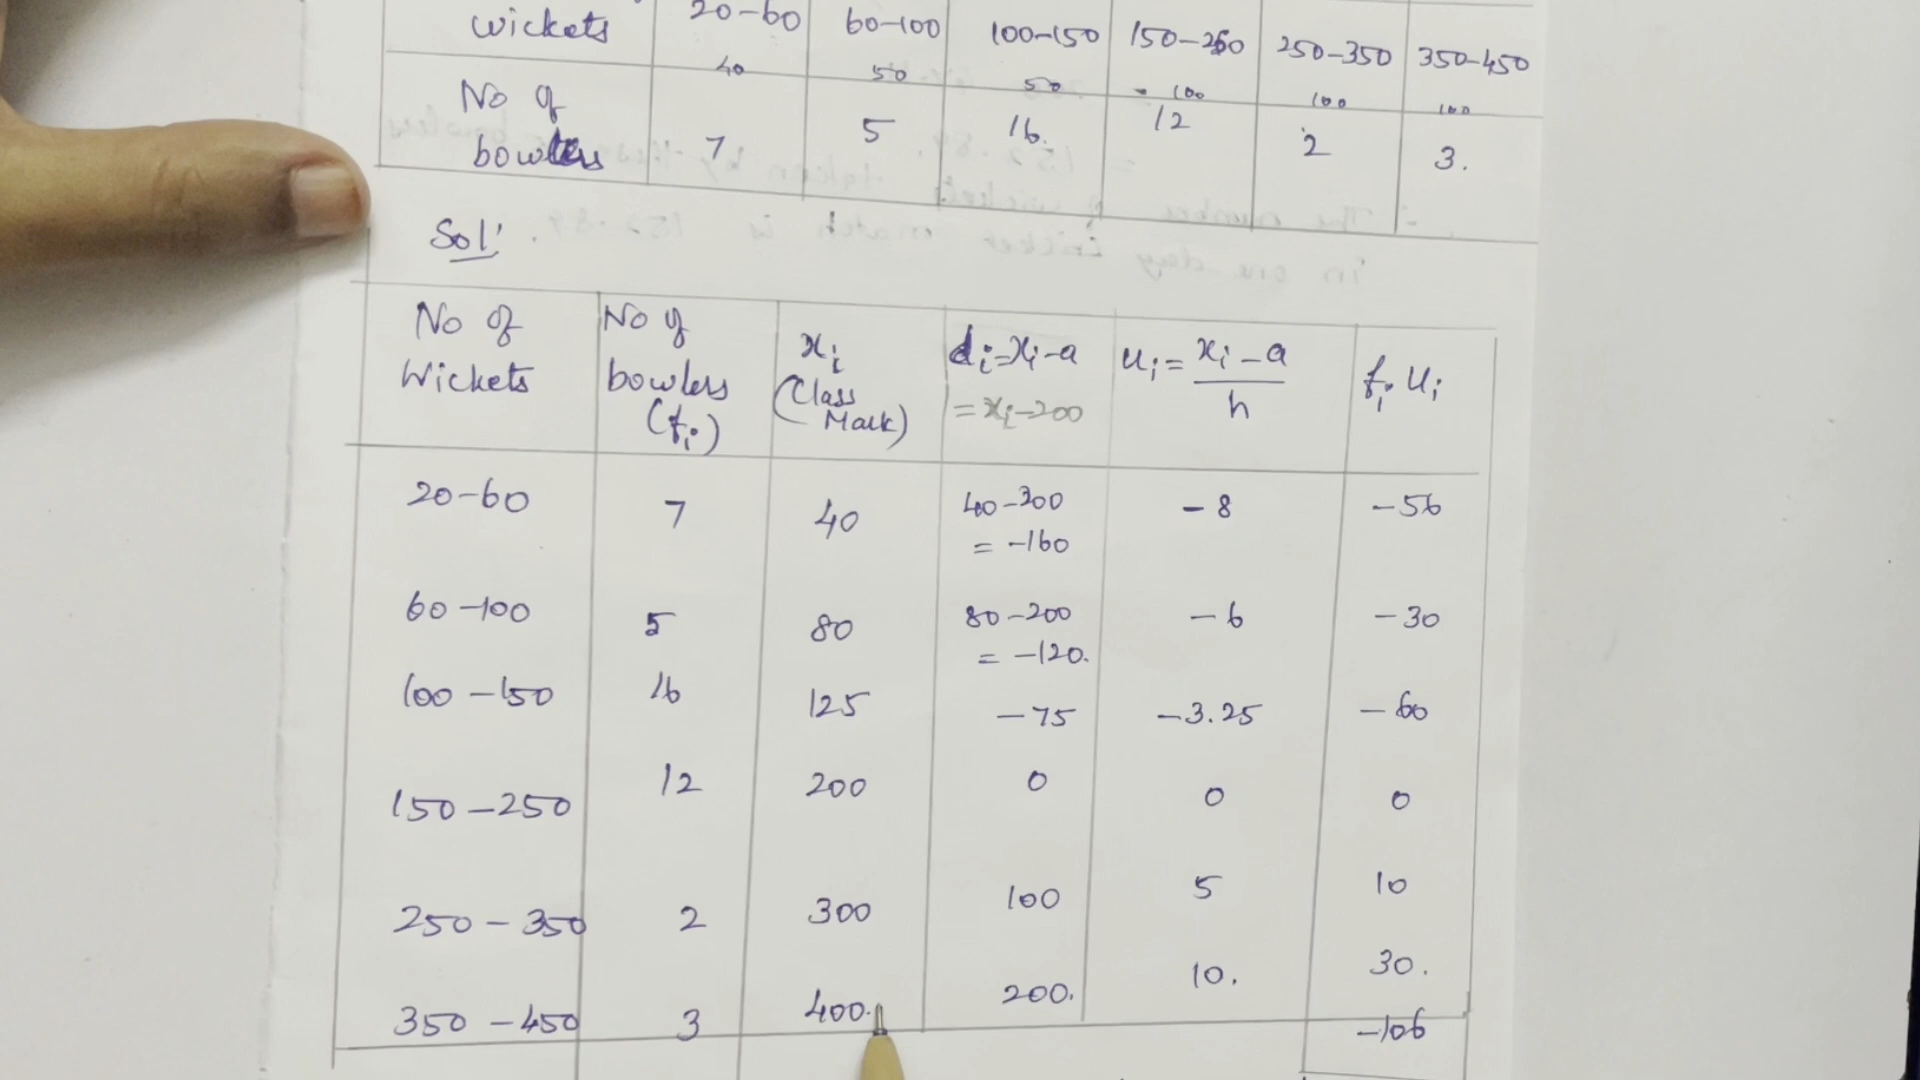 wickets 20-60 60-100 100-150 150-250 250-350 350-450
40 50 50 - 100 100 100
No of bowlers 7 5 16. 12 2 3.
Sol:
No of Wickets No of bowlers (fi) xi (Class Mark) di=xi-a = xi-200 ui = xi - a / h fi ui
20-60 7 40 40-200 = -160 -8 -56
60-100 5 80 80-200 = -120. -6 -30
100-150 16 125 -75 -3.25 -60
150-250 12 200 0 0 0
250-350 2 300 100 5 10
350-450 3 400. 200. 10. 30.
-106